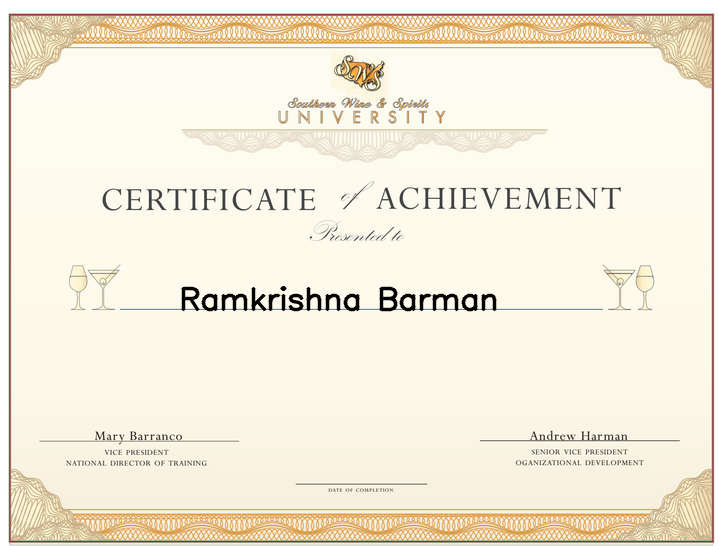 SWS
Southern Wine & Spirits
UNIVERSITY
CERTIFICATE of ACHIEVEMENT
Presented to
Ramkrishna Barman
Mary Barranco
VICE PRESIDENT
NATIONAL DIRECTOR OF TRAINING
Andrew Harman
SENIOR VICE PRESIDENT
OGANIZATIONAL DEVELOPMENT
DATE OF COMPLETION